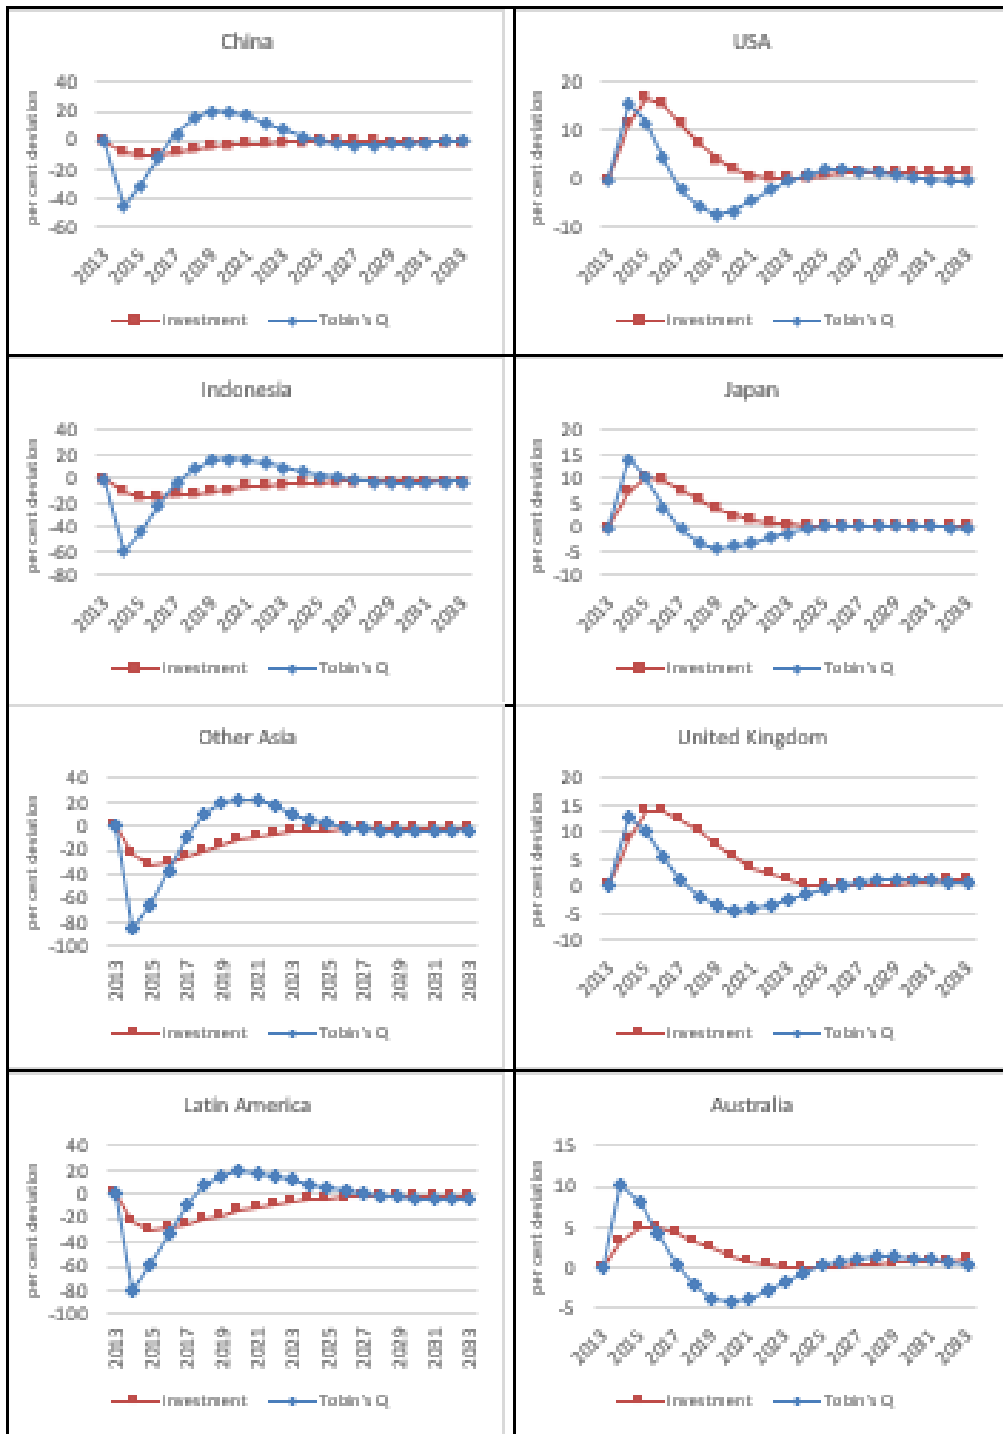 China
per cent deviation
40
20
0
-20
-40
-60
2013 2015 2017 2019 2021 2023 2025 2027 2029 2031 2033
Investment Tobin's Q
USA
per cent deviation
20
10
0
-10
2013 2015 2017 2019 2021 2023 2025 2027 2029 2031 2033
Investment Tobin's Q
Indonesia
per cent deviation
40
20
0
-20
-40
-60
-80
2013 2015 2017 2019 2021 2023 2025 2027 2029 2031 2033
Investment Tobin's Q
Japan
per cent deviation
20
15
10
5
0
-5
-10
2013 2015 2017 2019 2021 2023 2025 2027 2029 2031 2033
Investment Tobin's Q
Other Asia
per cent deviation
40
20
0
-20
-40
-60
-80
-100
2013 2015 2017 2019 2021 2023 2025 2027 2029 2031 2033
Investment Tobin's Q
United Kingdom
per cent deviation
20
15
10
5
0
-5
-10
2013 2015 2017 2019 2021 2023 2025 2027 2029 2031 2033
Investment Tobin's Q
Latin America
per cent deviation
40
20
0
-20
-40
-60
-80
-100
2013 2015 2017 2019 2021 2023 2025 2027 2029 2031 2033
Investment Tobin's Q
Australia
per cent deviation
15
10
5
0
-5
2013 2015 2017 2019 2021 2023 2025 2027 2029 2031 2033
Investment Tobin's Q